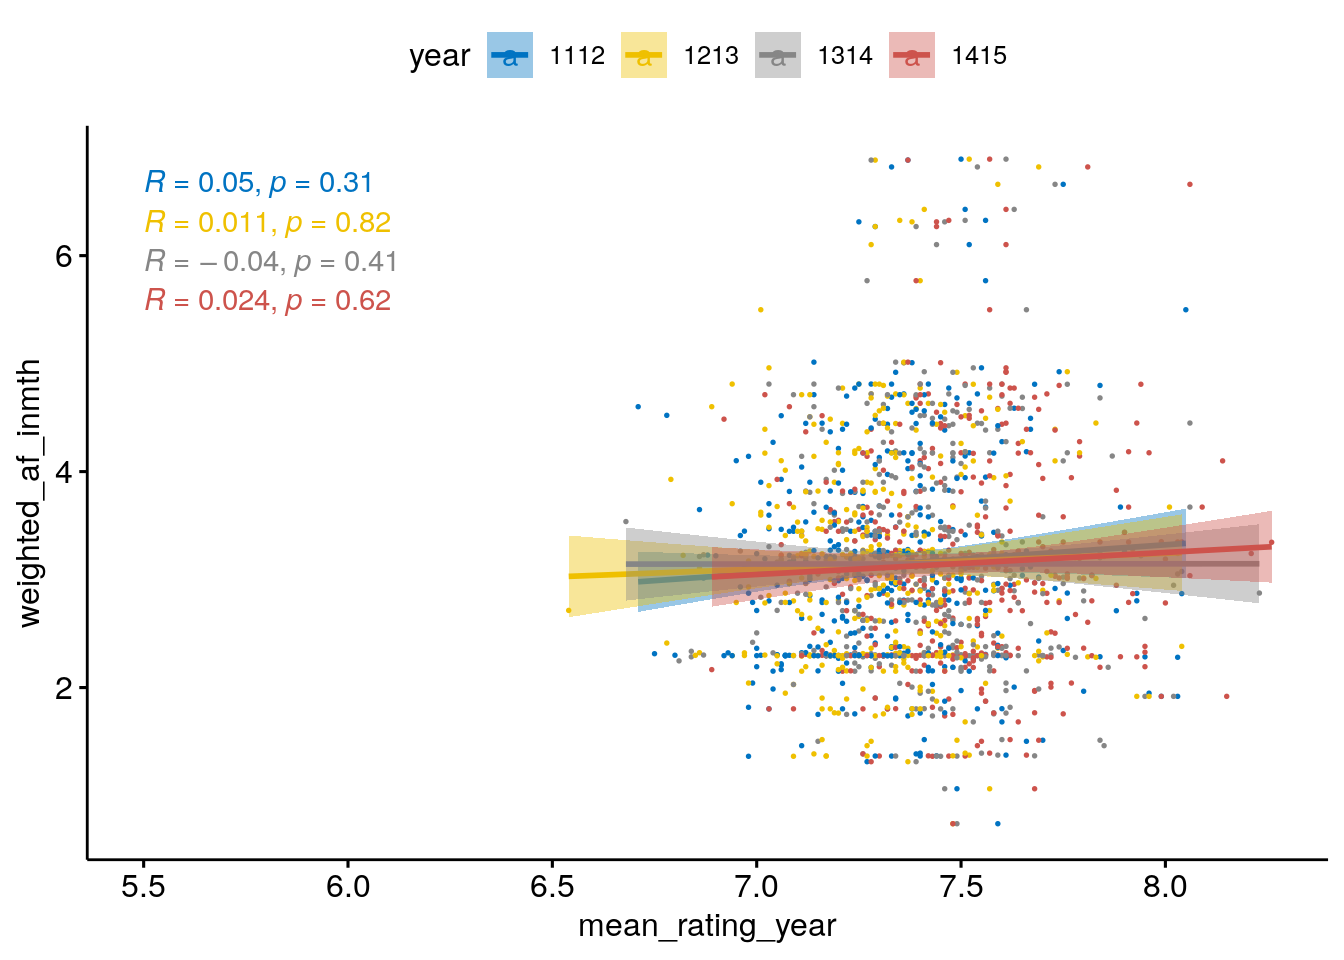 year a 1112 a 1213 a 1314 a 1415
R = 0.05, p = 0.31
R = 0.011, p = 0.82
R = −0.04, p = 0.41
R = 0.024, p = 0.62
6
4
2
weighted_af_inmth
5.5 6.0 6.5 7.0 7.5 8.0
mean_rating_year